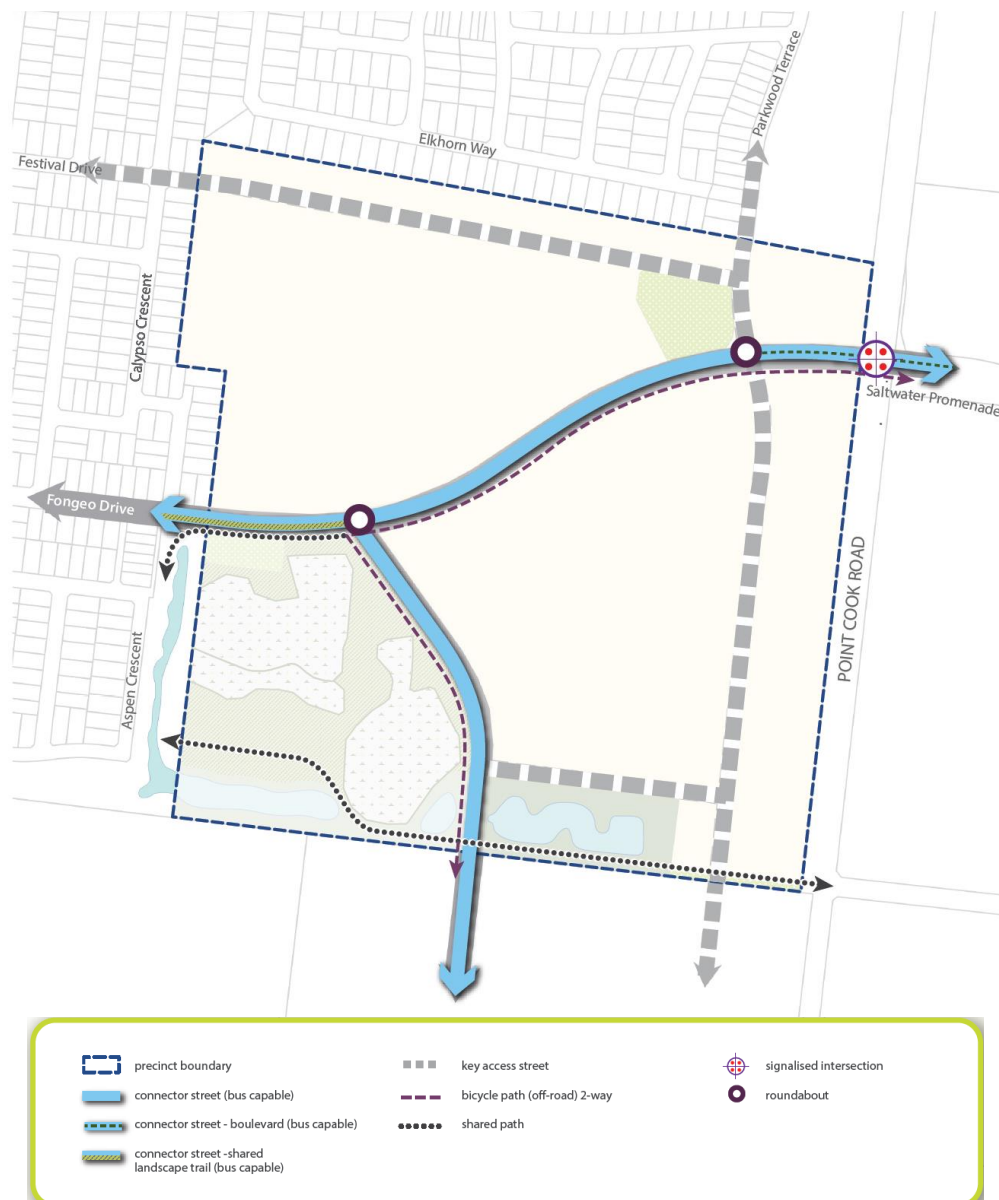 Parkwood Terrace
Elkhorn Way
Festival Drive
Calypso Crescent
Saltwater Promenade
Fongeo Drive
POINT COOK ROAD
Aspen Crescent
precinct boundary
key access street
signalised intersection
connector street (bus capable)
bicycle path (off-road) 2-way
roundabout
connector street - boulevard (bus capable)
shared path
connector street -shared
landscape trail (bus capable)